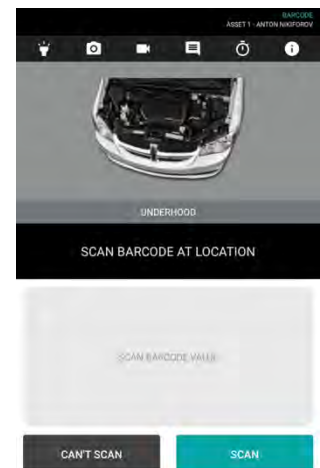 BARCODE
ASSET 1 - ANTON NIKIFOROV
UNDERHOOD
SCAN BARCODE AT LOCATION
SCAN BARCODE VALUE
CAN'T SCAN
SCAN